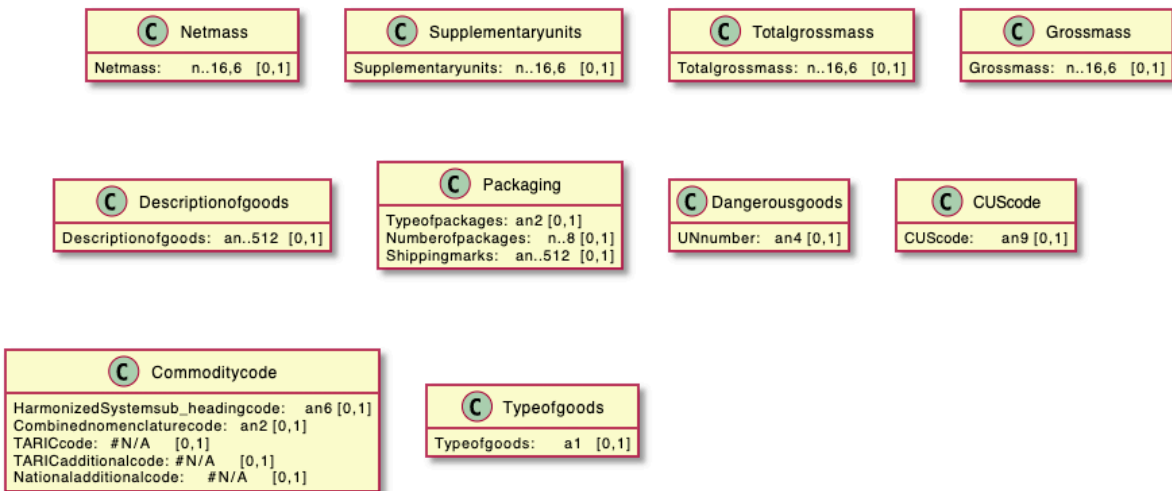 C Netmass
Netmass: n..16,6 [0,1]
C Supplementaryunits
Supplementaryunits: n..16,6 [0,1]
C Totalgrossmass
Totalgrossmass: n..16,6 [0,1]
C Grossmass
Grossmass: n..16,6 [0,1]
C Descriptionofgoods
Descriptionofgoods: an..512 [0,1]
C Packaging
Typeofpackages: an2 [0,1]
Numberofpackages: n..8 [0,1]
Shippingmarks: an..512 [0,1]
C Dangerousgoods
UNnumber: an4 [0,1]
C CUScode
CUScode: an9 [0,1]
C Commoditycode
HarmonizedSystemsub_headingcode: an6 [0,1]
Combinednomenclaturecode: an2 [0,1]
TARICcode: #N/A [0,1]
TARICadditionalcode: #N/A [0,1]
Nationaladditionalcode: #N/A [0,1]
C Typeofgoods
Typeofgoods: a1 [0,1]